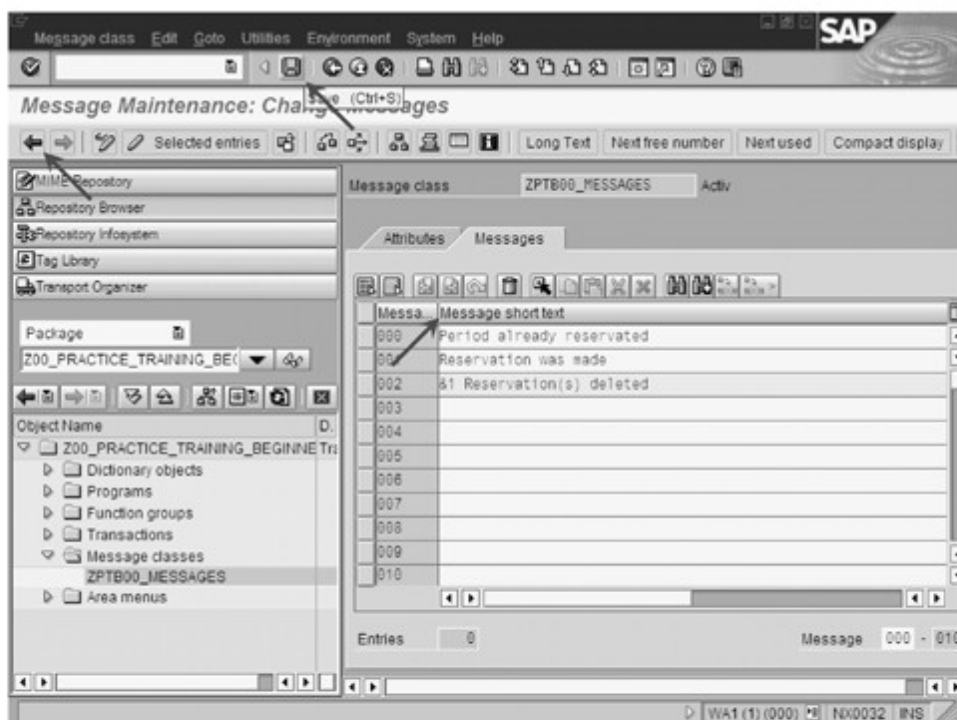 Message class Edit Goto Utilities Environment System Help
SAP
Save (Ctrl+S)
Message Maintenance: Change Messages
Selected entries Long Text Next free number Next used Compact display
MIME Repository
Repository Browser
Repository Infosystem
Tag Library
Transport Organizer
Package
Z00_PRACTICE_TRAINING_BE(
Object Name D.
Z00_PRACTICE_TRAINING_BEGINNE Tra
Dictionary objects
Programs
Function groups
Transactions
Message classes
ZPTB00_MESSAGES
Area menus
Message class ZPTB00_MESSAGES Activ
Attributes Messages
Messa... Message short text
000 Period already reservated
001 Reservation was made
002 &1 Reservation(s) deleted
003
004
005
006
007
008
009
010
Entries 0 Message 000 - 010
WA1 (1) (000) NX0032 INS